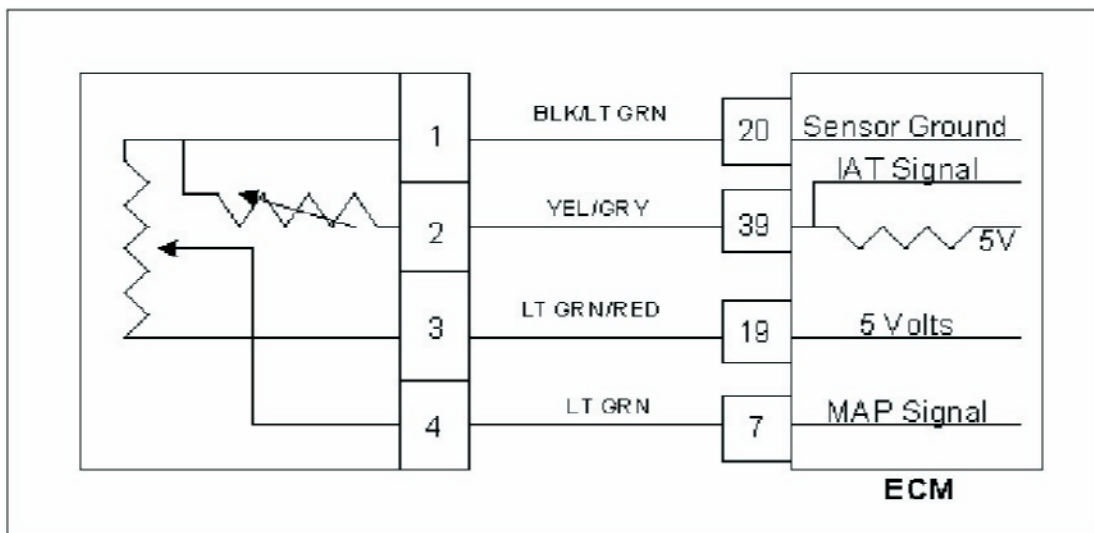 1 BLK/LT GRN 20 Sensor Ground
IAT Signal
2 YEL/GRY 39 5V
3 LT GRN/RED 19 5 Volts
4 LT GRN 7 MAP Signal
ECM